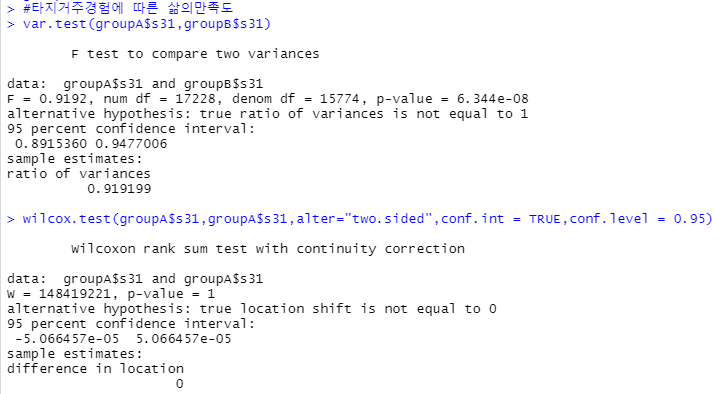 > #타지거주경험에 따른 삶의만족도
> var.test(groupA$s31,groupB$s31)
F test to compare two variances
data:  groupA$s31 and groupB$s31
F = 0.9192, num df = 17228, denom df = 15774, p-value = 6.344e-08
alternative hypothesis: true ratio of variances is not equal to 1
95 percent confidence interval:
0.8915360 0.9477006
sample estimates:
ratio of variances
0.919199
> wilcox.test(groupA$s31,groupA$s31,alter="two.sided",conf.int = TRUE,conf.level = 0.95)
Wilcoxon rank sum test with continuity correction
data:  groupA$s31 and groupA$s31
W = 148419221, p-value = 1
alternative hypothesis: true location shift is not equal to 0
95 percent confidence interval:
-5.066457e-05  5.066457e-05
sample estimates:
difference in location
0